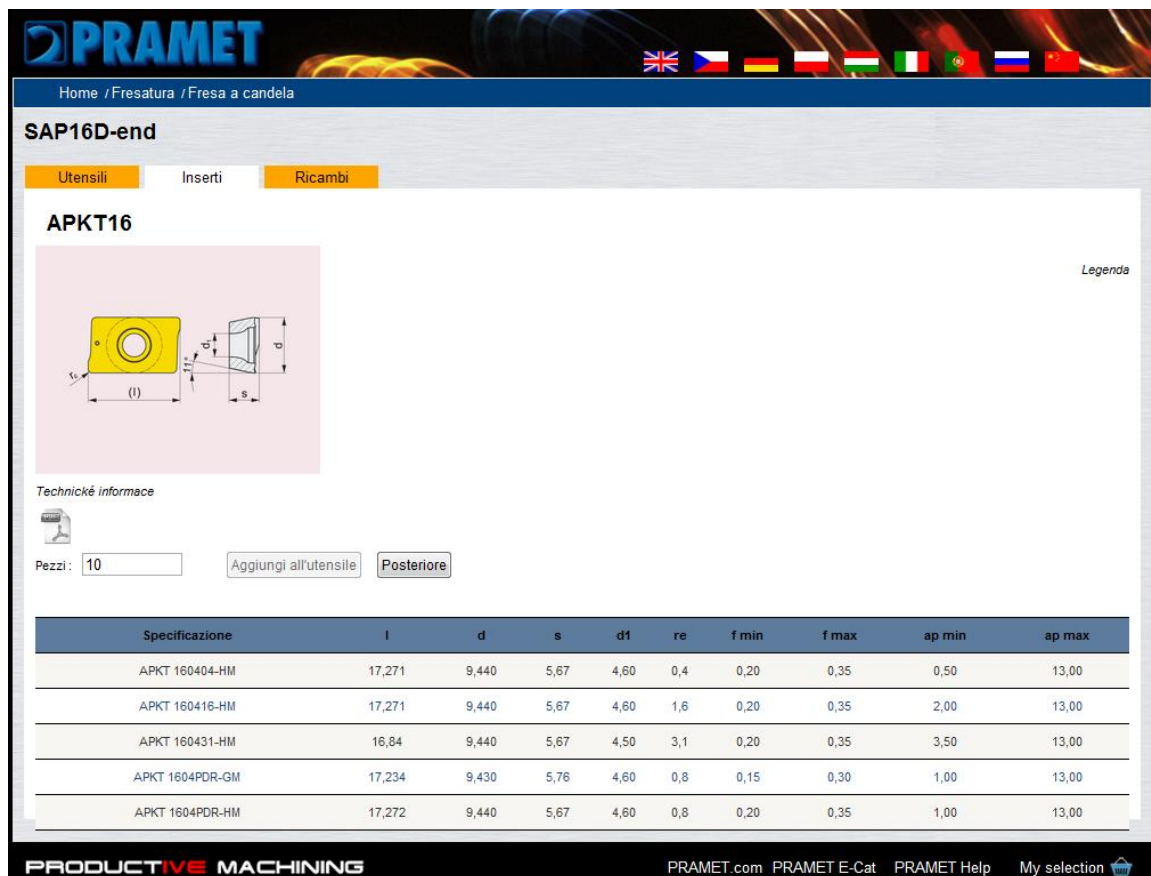 PRAMET
Home / Fresatura / Fresa a candela
SAP16D-end
Utensili Inserti Ricambi
APKT16
Legenda
rε (l) 11° d₁ s d
Technické informace
Pezzi : 10 Aggiungi all'utensile Posteriore
Specificazione l d s d1 re f min f max ap min ap max
APKT 160404-HM 17,271 9,440 5,67 4,60 0,4 0,20 0,35 0,50 13,00
APKT 160416-HM 17,271 9,440 5,67 4,60 1,6 0,20 0,35 2,00 13,00
APKT 160431-HM 16,84 9,440 5,67 4,50 3,1 0,20 0,35 3,50 13,00
APKT 1604PDR-GM 17,234 9,430 5,76 4,60 0,8 0,15 0,30 1,00 13,00
APKT 1604PDR-HM 17,272 9,440 5,67 4,60 0,8 0,20 0,35 1,00 13,00
PRODUCTIVE MACHINING PRAMET.com PRAMET E-Cat PRAMET Help My selection